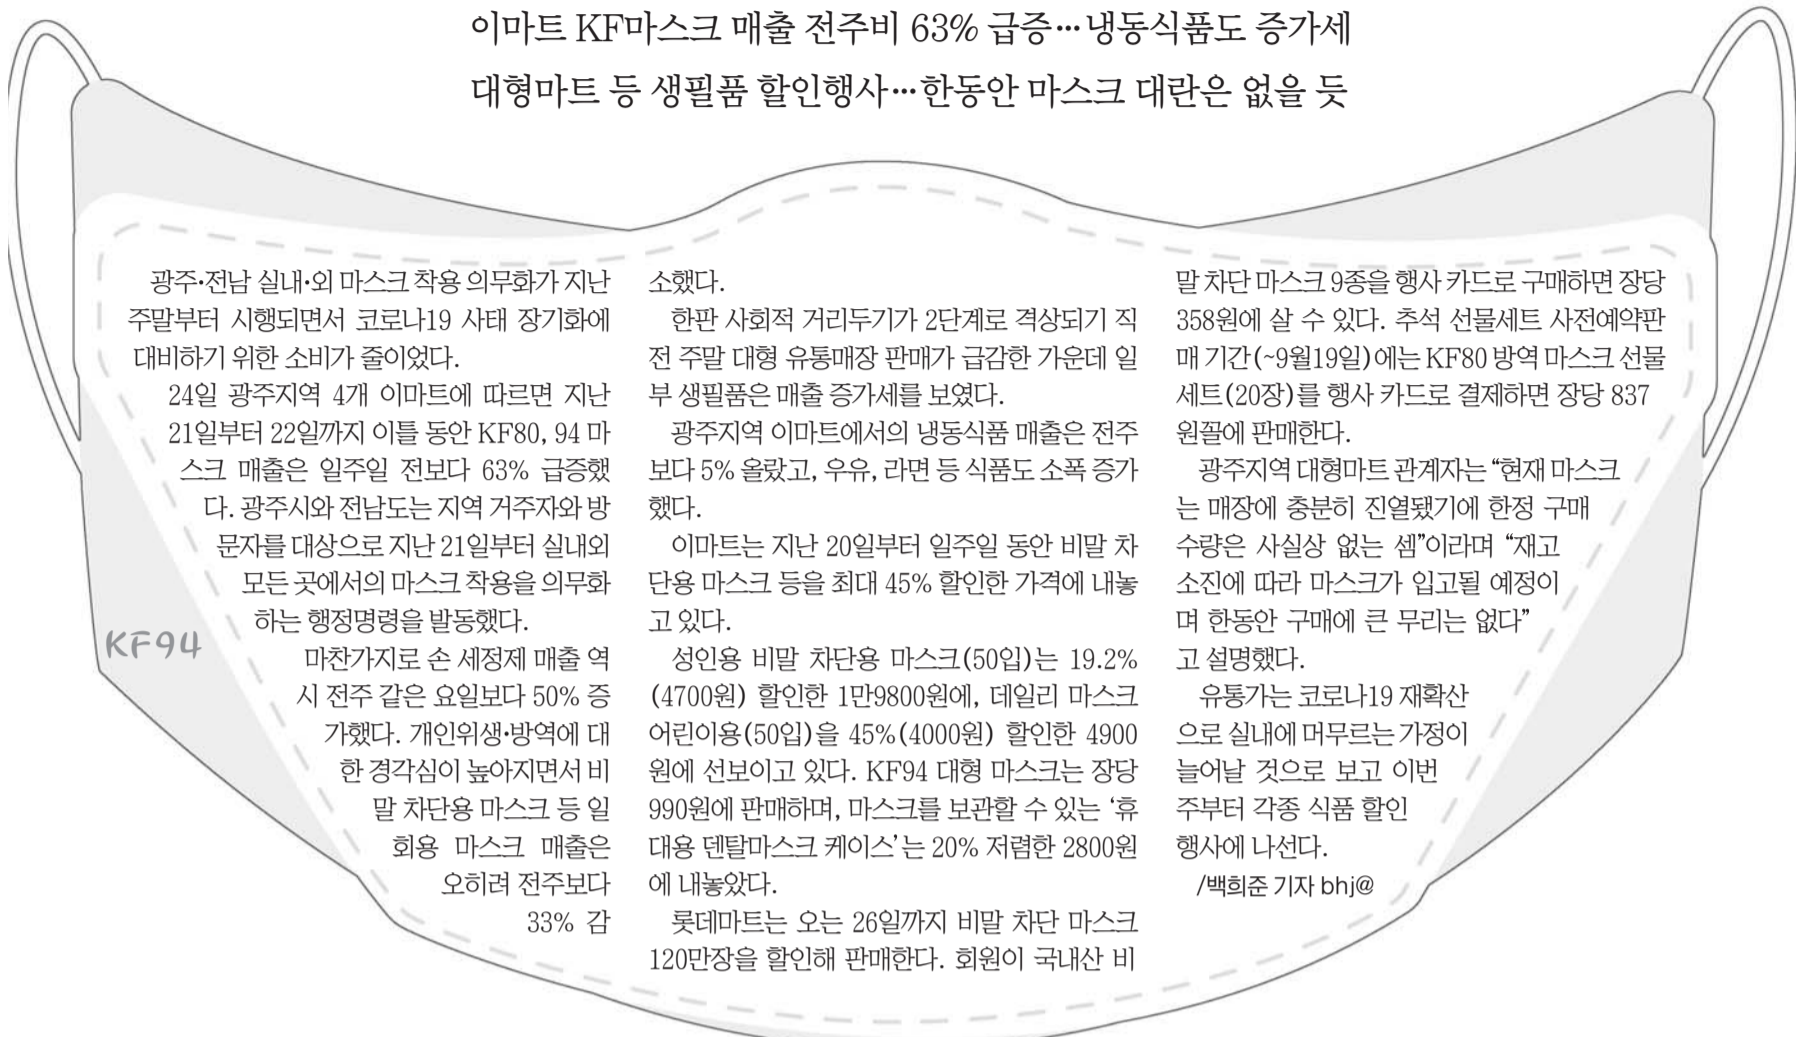 이마트 KF마스크 매출 전주비 63% 급증…냉동식품도 증가세
대형마트 등 생필품 할인행사…한동안 마스크 대란은 없을 듯
광주·전남 실내·외 마스크 착용 의무화가 지난
주말부터 시행되면서 코로나19 사태 장기화에
대비하기 위한 소비가 줄이었다.
24일 광주지역 4개 이마트에 따르면 지난
21일부터 22일까지 이틀 동안 KF80, 94 마
스크 매출은 일주일 전보다 63% 급증했
다. 광주시와 전남도는 지역 거주자와 방
문자를 대상으로 지난 21일부터 실내외
모든 곳에서의 마스크 착용을 의무화
하는 행정명령을 발동했다.
마찬가지로 손 세정제 매출 역
시 전주 같은 요일보다 50% 증
가했다. 개인위생·방역에 대
한 경각심이 높아지면서 비
말 차단용 마스크 등 일
회용 마스크 매출은
오히려 전주보다
33% 감
소했다.
한판 사회적 거리두기가 2단계로 격상되기 직
전 주말 대형 유통매장 판매가 급감한 가운데 일
부 생필품은 매출 증가세를 보였다.
광주지역 이마트에서의 냉동식품 매출은 전주
보다 5% 올랐고, 우유, 라면 등 식품도 소폭 증가
했다.
이마트는 지난 20일부터 일주일 동안 비말 차
단용 마스크 등을 최대 45% 할인한 가격에 내놓
고 있다.
성인용 비말 차단용 마스크(50입)는 19.2%
(4700원) 할인한 1만9800원에, 데일리 마스크
어린이용(50입)을 45%(4000원) 할인한 4900
원에 선보이고 있다. KF94 대형 마스크는 장당
990원에 판매하며, 마스크를 보관할 수 있는 ‘휴
대용 덴탈마스크 케이스’는 20% 저렴한 2800원
에 내놓았다.
롯데마트는 오는 26일까지 비말 차단 마스크
120만장을 할인해 판매한다. 회원이 국내산 비
말 차단 마스크 9종을 행사 카드로 구매하면 장당
358원에 살 수 있다. 추석 선물세트 사전예약판
매 기간(~9월19일)에는 KF80 방역 마스크 선물
세트(20장)를 행사 카드로 결제하면 장당 837
원꼴에 판매한다.
광주지역 대형마트 관계자는 “현재 마스크
는 매장에 충분히 진열됐기에 한정 구매
수량은 사실상 없는 셈”이라며 “재고
소진에 따라 마스크가 입고될 예정이
며 한동안 구매에 큰 무리는 없다”
고 설명했다.
유통가는 코로나19 재확산
으로 실내에 머무르는 가정이
늘어날 것으로 보고 이번
주부터 각종 식품 할인
행사에 나선다.
/백희준 기자 bhj@
KF94